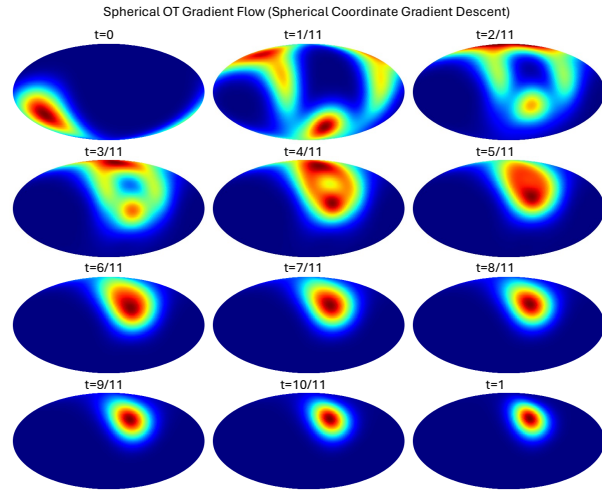 Spherical OT Gradient Flow (Spherical Coordinate Gradient Descent)
t=0
t=1/11
t=2/11
t=3/11
t=4/11
t=5/11
t=6/11
t=7/11
t=8/11
t=9/11
t=10/11
t=1